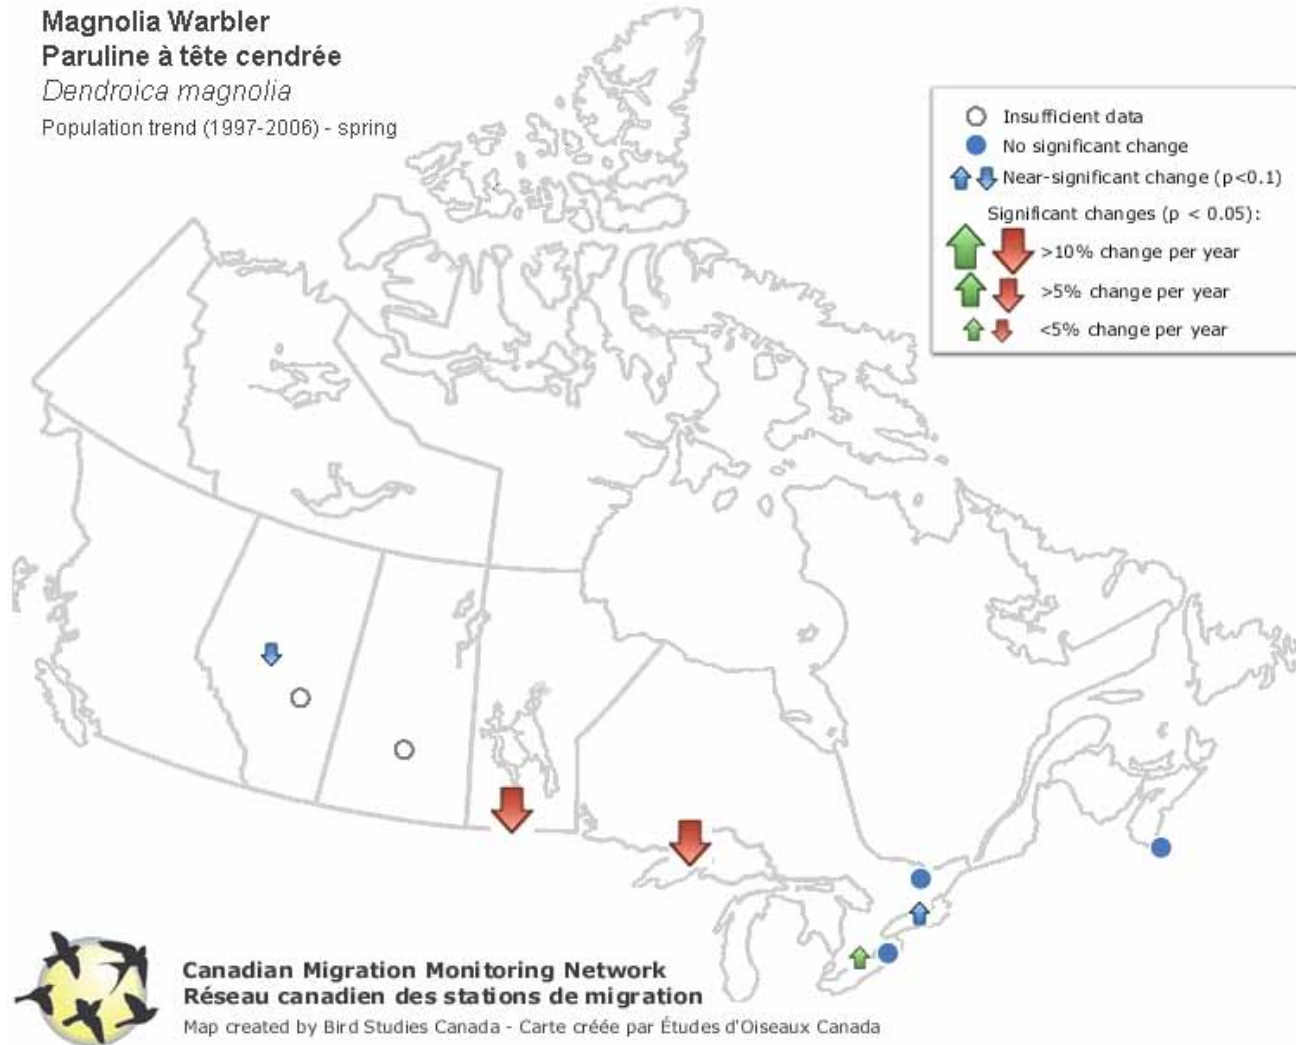 Magnolia Warbler
Paruline à tête cendrée
Dendroica magnolia
Population trend (1997-2006) - spring
Insufficient data
No significant change
Near-significant change (p<0.1)
Significant changes (p < 0.05):
>10% change per year
>5% change per year
<5% change per year
Canadian Migration Monitoring Network
Réseau canadien des stations de migration
Map created by Bird Studies Canada - Carte créée par Études d'Oiseaux Canada